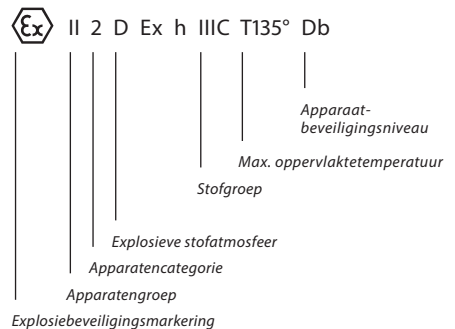 Ex II 2 D Ex h IIIC T135° Db
Apparaat-
beveiligingsniveau
Max. oppervlaktetemperatuur
Stofgroep
Explosieve stofatmosfeer
Apparatencategorie
Apparatengroep
Explosiebeveiligingsmarkering